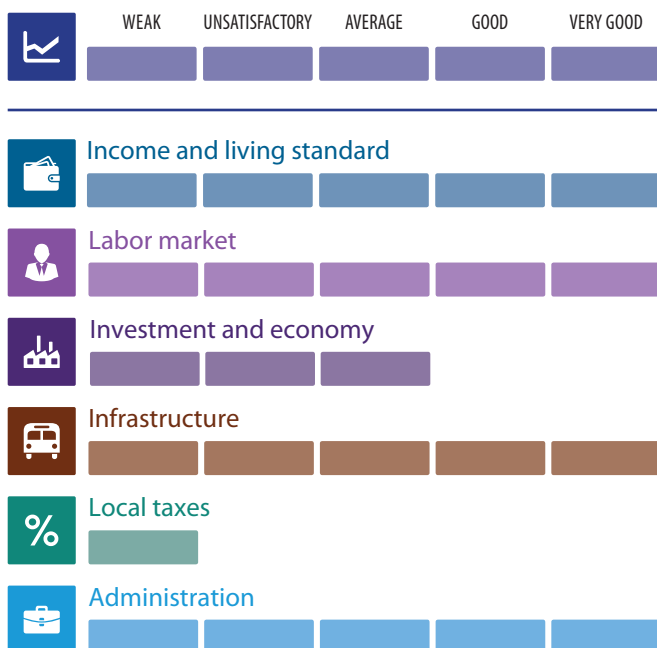 WEAK UNSATISFACTORY AVERAGE GOOD VERY GOOD
Income and living standard
Labor market
Investment and economy
Infrastructure
%
Local taxes
Administration